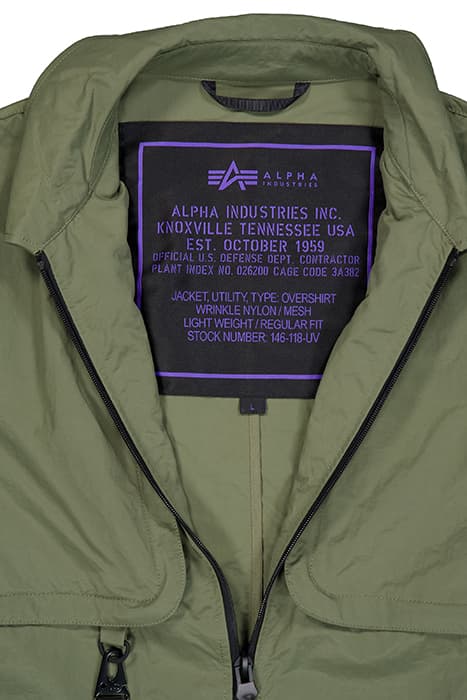 ALPHA
INDUSTRIES
ALPHA INDUSTRIES INC.
KNOXVILLE TENNESSEE USA
EST. OCTOBER 1959
OFFICIAL U.S. DEFENSE DEPT. CONTRACTOR
PLANT INDEX NO. 026200 CAGE CODE 3A382
JACKET, UTILITY, TYPE: OVERSHIRT
WRINKLE NYLON / MESH
LIGHT WEIGHT / REGULAR FIT
STOCK NUMBER: 146-118-UV
L